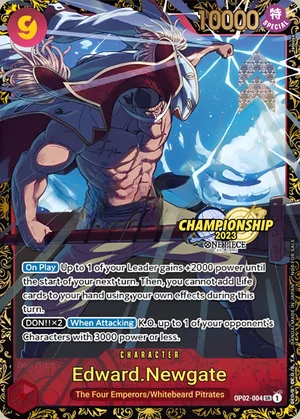 9
10000
特
SPECIAL
CHAMPIONSHIP
2023
ONE PIECE
On Play Up to 1 of your Leader gains +2000 power until
the start of your next turn. Then, you cannot add Life
cards to your hand using your own effects during this
turn.
DON!!×2 When Attacking K.O. up to 1 of your opponent's
Characters with 3000 power or less.
CHARACTER
Edward.Newgate
The Four Emperors/Whitebeard Pirates
OP02-004 SR 1